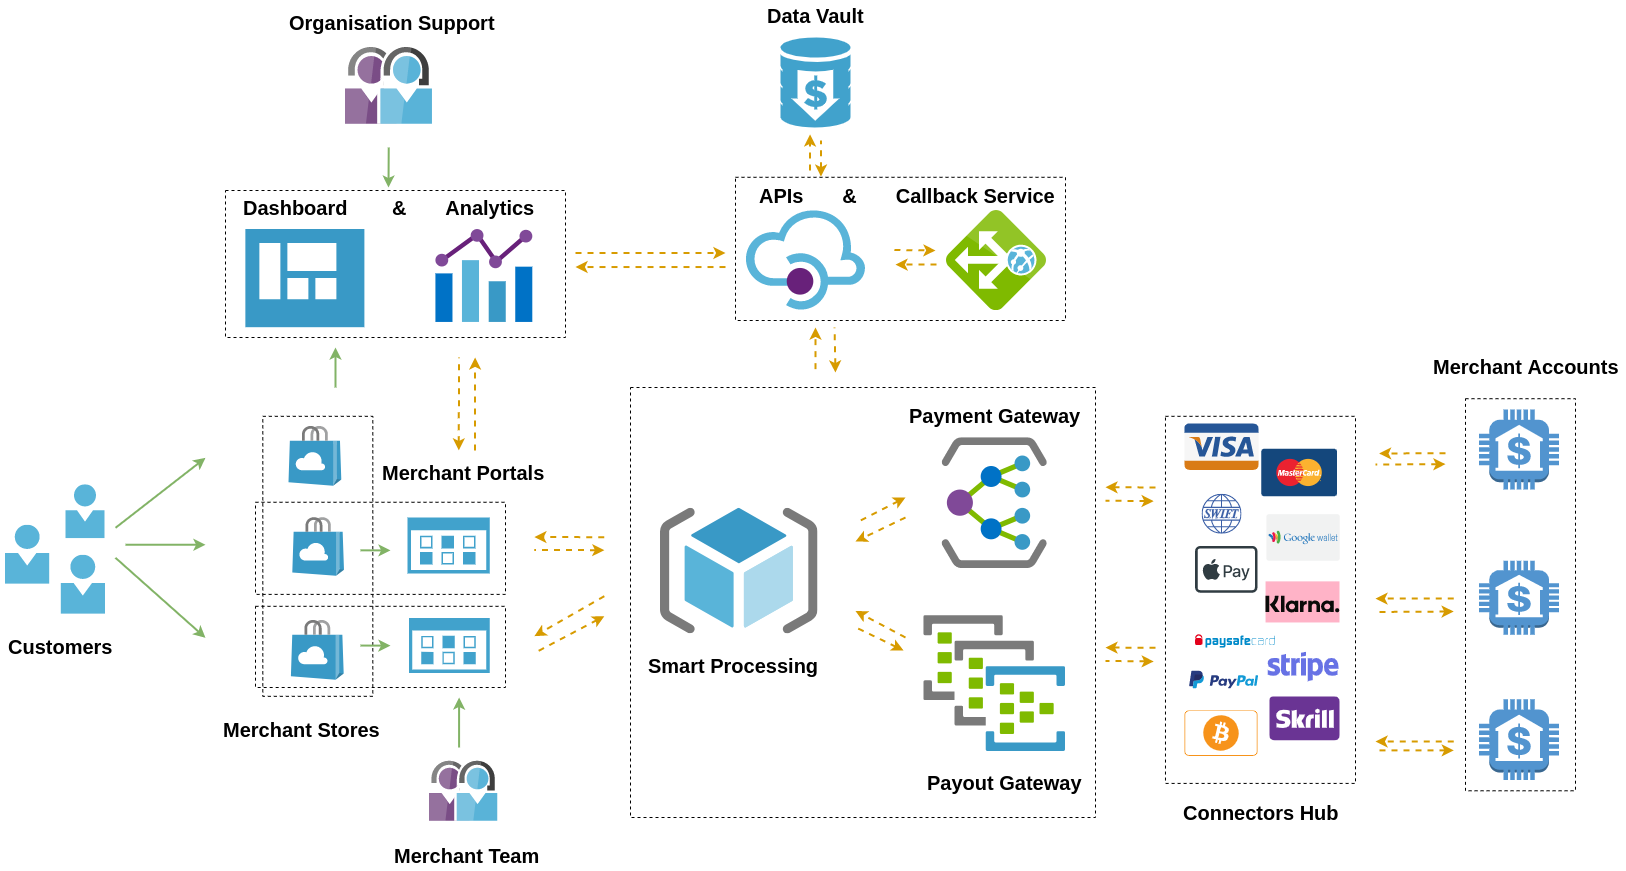 Organisation Support
Data Vault
Dashboard & Analytics
APIs & Callback Service
Merchant Accounts
Payment Gateway
VISA
MasterCard
Merchant Portals
SWIFT
Google wallet
Pay
Klarna.
Customers
paysafecard
Smart Processing
stripe
PayPal
Skrill
Merchant Stores
Payout Gateway
Connectors Hub
Merchant Team